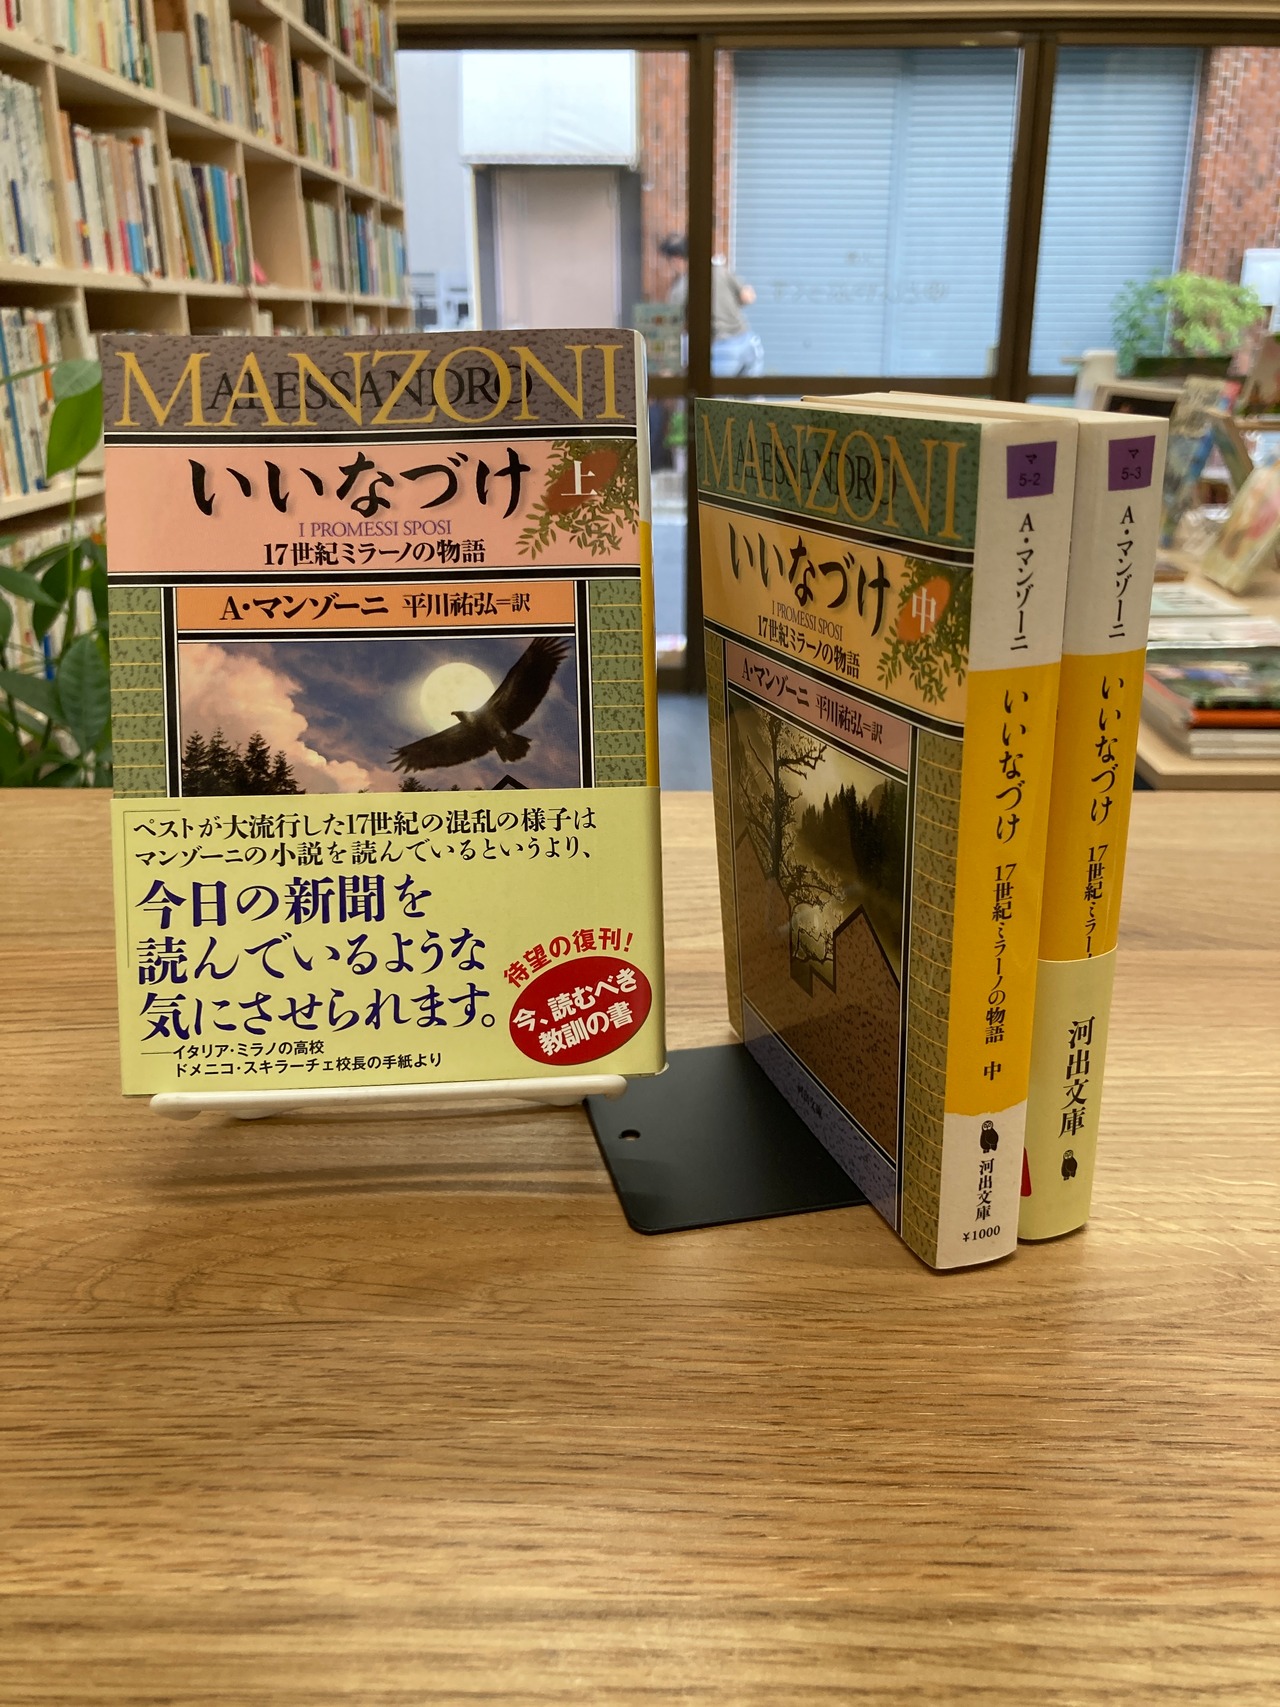 MANZONI
ALESSANDRO
いいなづけ
上
I PROMESSI SPOSI
17世紀ミラーノの物語
A・マンゾーニ 平川祐弘=訳
ペストが大流行した17世紀の混乱の様子は
マンゾーニの小説を読んでいるというより、
今日の新聞を
読んでいるような
気にさせられます。
──イタリア・ミラノの高校
ドメニコ・スキラーチェ校長の手紙より
待望の復刊!
今、読むべき
教訓の書
MANZONI
ALESSANDRO
いいなづけ
中
I PROMESSI SPOSI
17世紀ミラーノの物語
A・マンゾーニ 平川祐弘=訳
河出文庫
マ
5-2
A・マンゾーニ
いいなづけ 17世紀ミラーノの物語 中
河出文庫
¥1000
マ
5-3
A・マンゾーニ
いいなづけ 17世紀ミラー
河出文庫